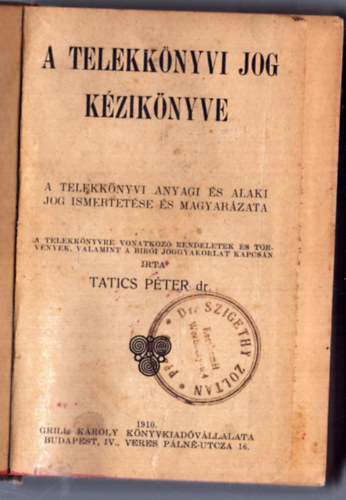 A TELEKKÖNYVI JOG
KÉZIKÖNYVE
A TELEKKÖNYVI ANYAGI ÉS ALAKI
JOG ISMERTETÉSE ÉS MAGYARÁZATA
A TELEKKÖNYVRE VONATKOZÓ RENDELETEK ÉS TÖR-
VÉNYEK, VALAMINT A BIRÓI JOGGYAKORLAT KAPCSÁN
IRTA
TATICS PÉTER dr.
Dr. SZIGETHY ZOLTÁN
1910.
GRILL KÁROLY KÖNYVKIADÓVÁLLALATA
BUDAPEST, IV., VERES PÁLNÉ-UTCZA 16.